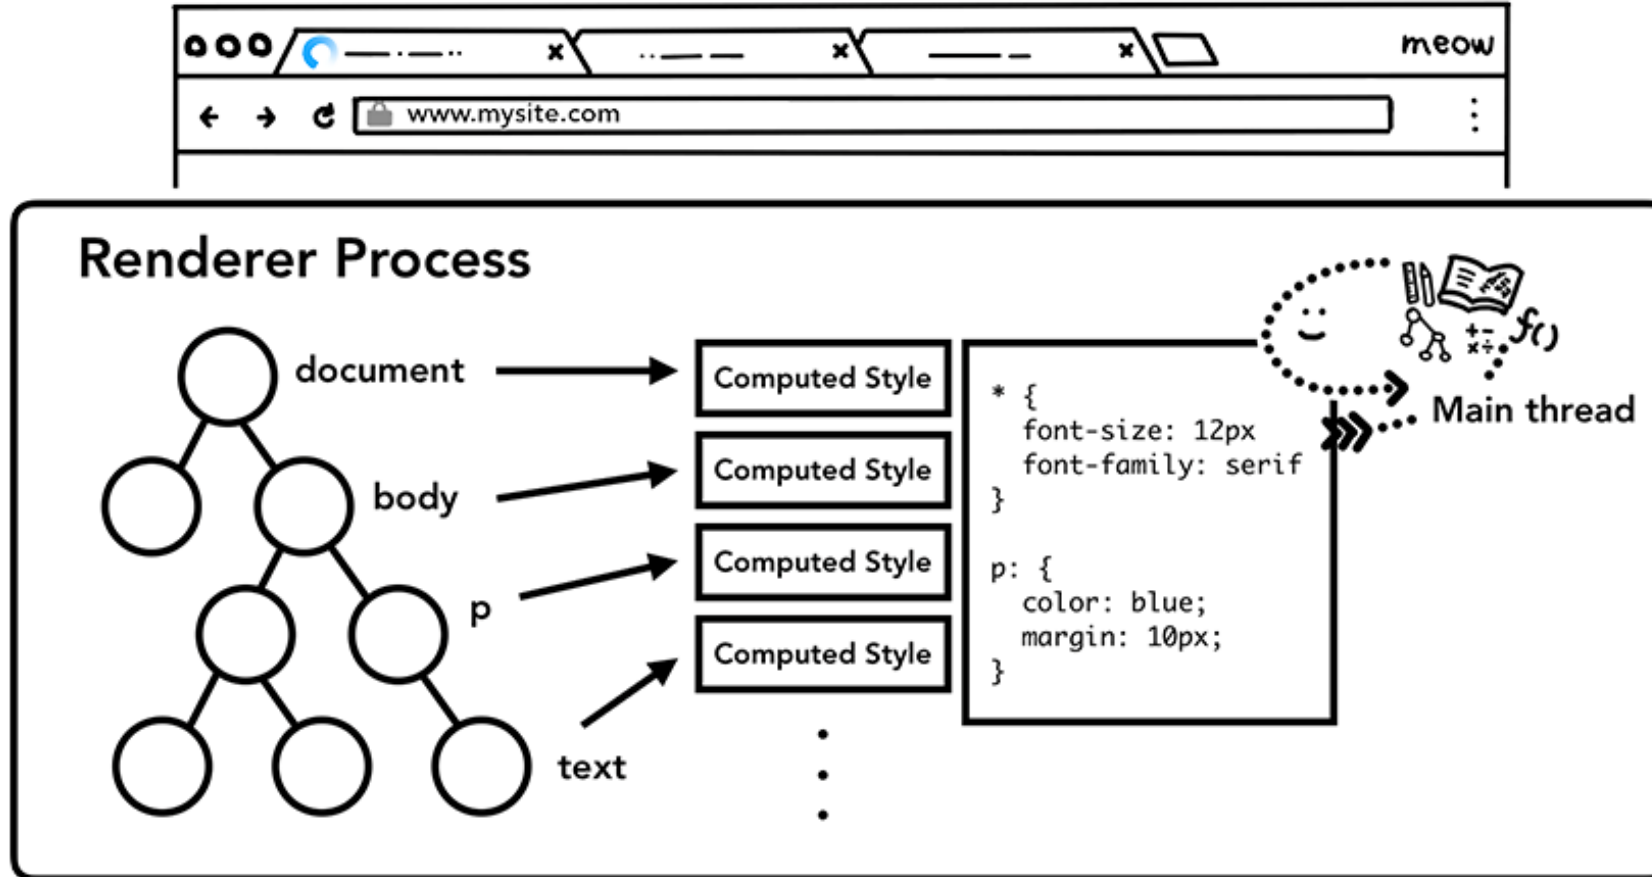 meow
www.mysite.com
Renderer Process
document
body
p
text
Computed Style
Computed Style
Computed Style
Computed Style
* {
  font-size: 12px
  font-family: serif
}
p: {
  color: blue;
  margin: 10px;
}
+-
x÷
f()
Main thread